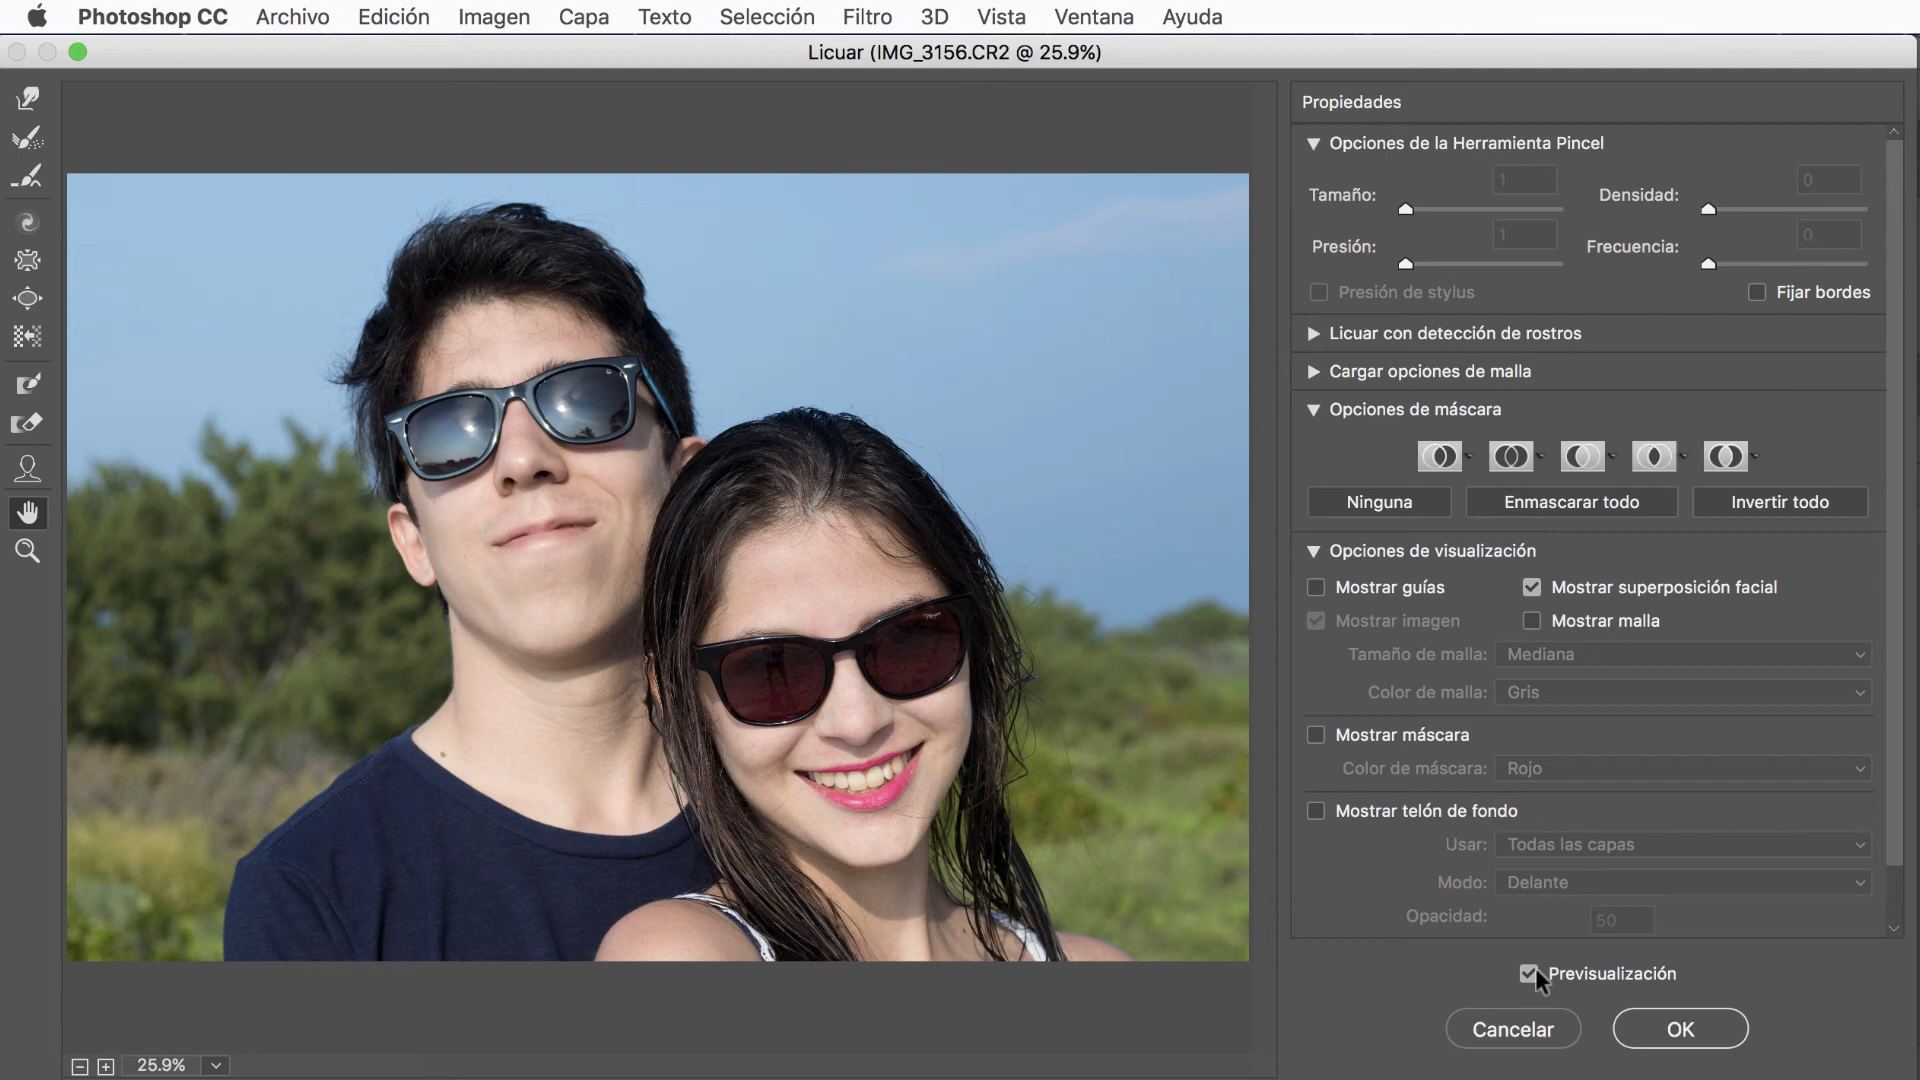 Photoshop CC Archivo Edición Imagen Capa Texto Selección Filtro 3D Vista Ventana Ayuda
Licuar (IMG_3156.CR2 @ 25.9%)
Propiedades
Opciones de la Herramienta Pincel
Tamaño: 1 Densidad: 0
Presión: 1 Frecuencia: 0
Presión de stylus Fijar bordes
Licuar con detección de rostros
Cargar opciones de malla
Opciones de máscara
Ninguna Enmascarar todo Invertir todo
Opciones de visualización
Mostrar guías Mostrar superposición facial
Mostrar imagen Mostrar malla
Tamaño de malla: Mediana
Color de malla: Gris
Mostrar máscara
Color de máscara: Rojo
Mostrar telón de fondo
Usar: Todas las capas
Modo: Delante
Opacidad: 50
Previsualización
Cancelar OK
25.9%